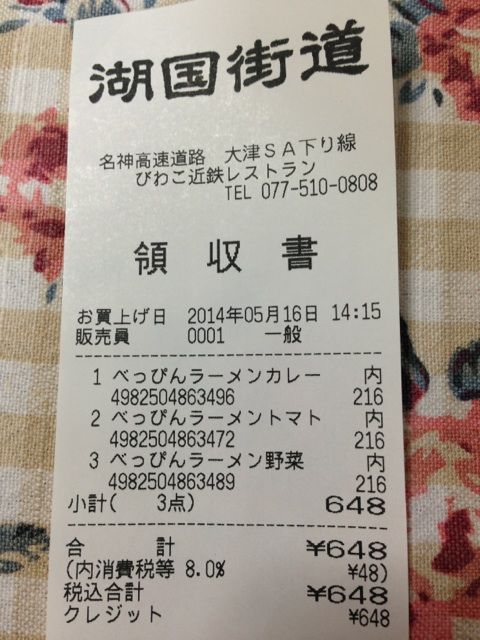 湖国街道
名神高速道路 大津SA下り線
びわこ近鉄レストラン
TEL 077-510-0808
領 収 書
お買上げ日 2014年05月16日 14:15
販売員 0001 一般
1 べっぴんラーメンカレー 内
4982504863496 216
2 べっぴんラーメントマト 内
4982504863472 216
3 べっぴんラーメン野菜 内
4982504863489 216
小計( 3点) 648
合 計 ¥648
(内消費税等 8.0% ¥48)
税込合計 ¥648
クレジット ¥648